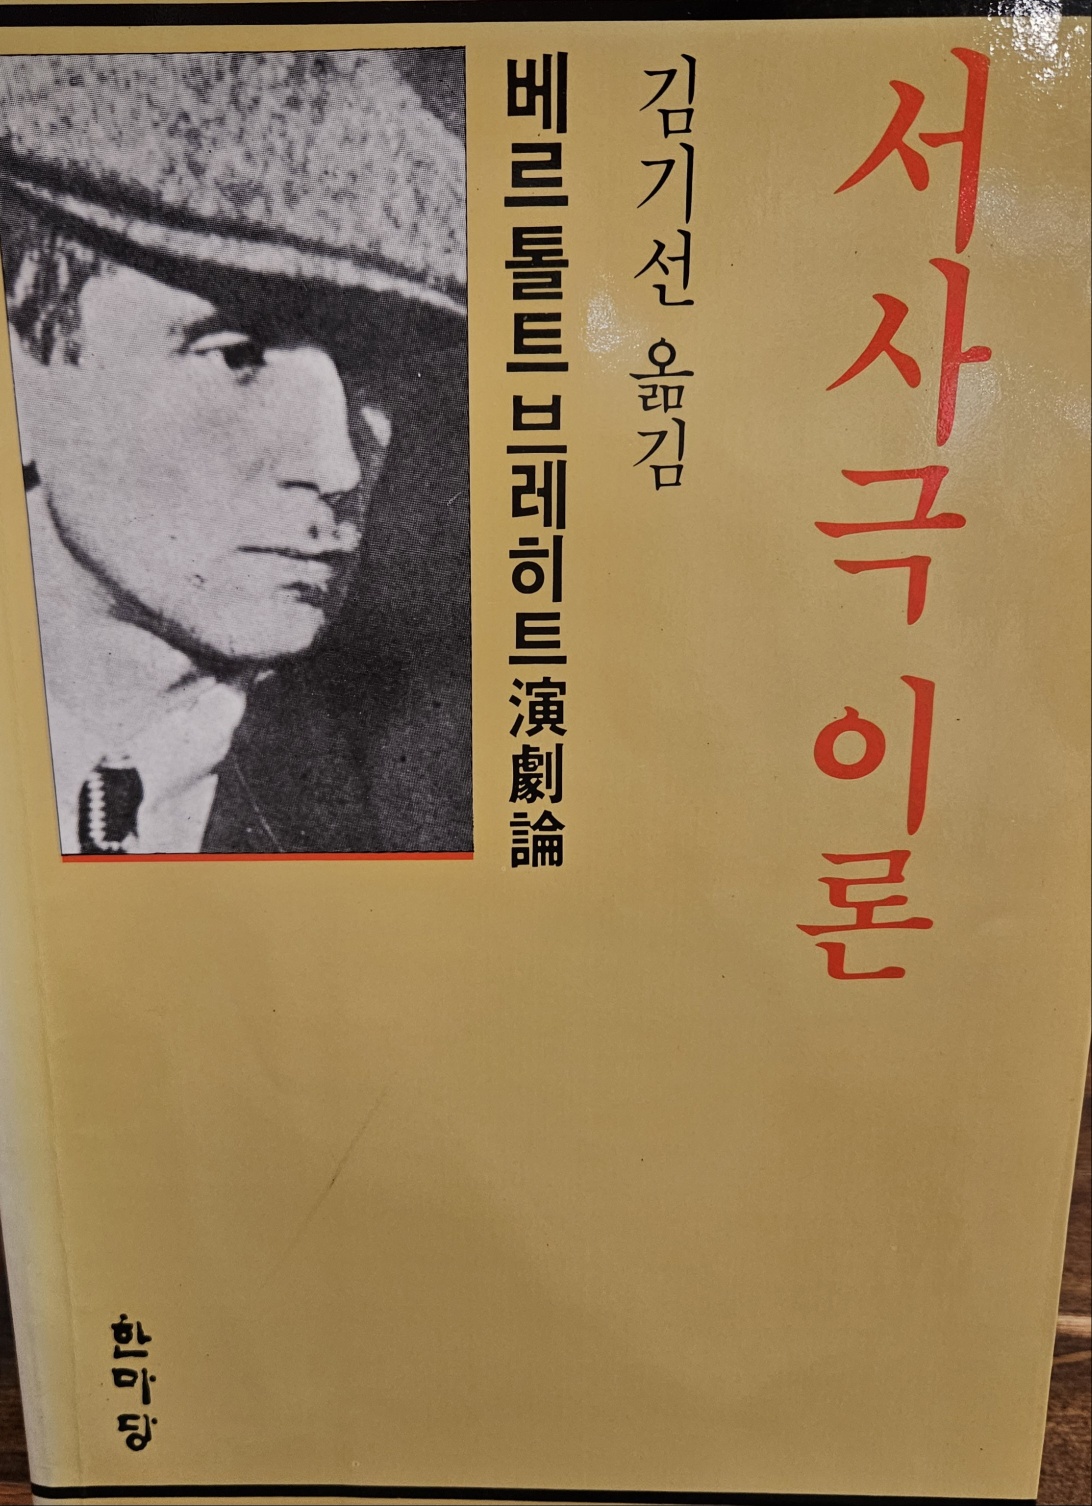 서사극 이론
김기선 옮김
베르톨트 브레히트 演劇論
한마당